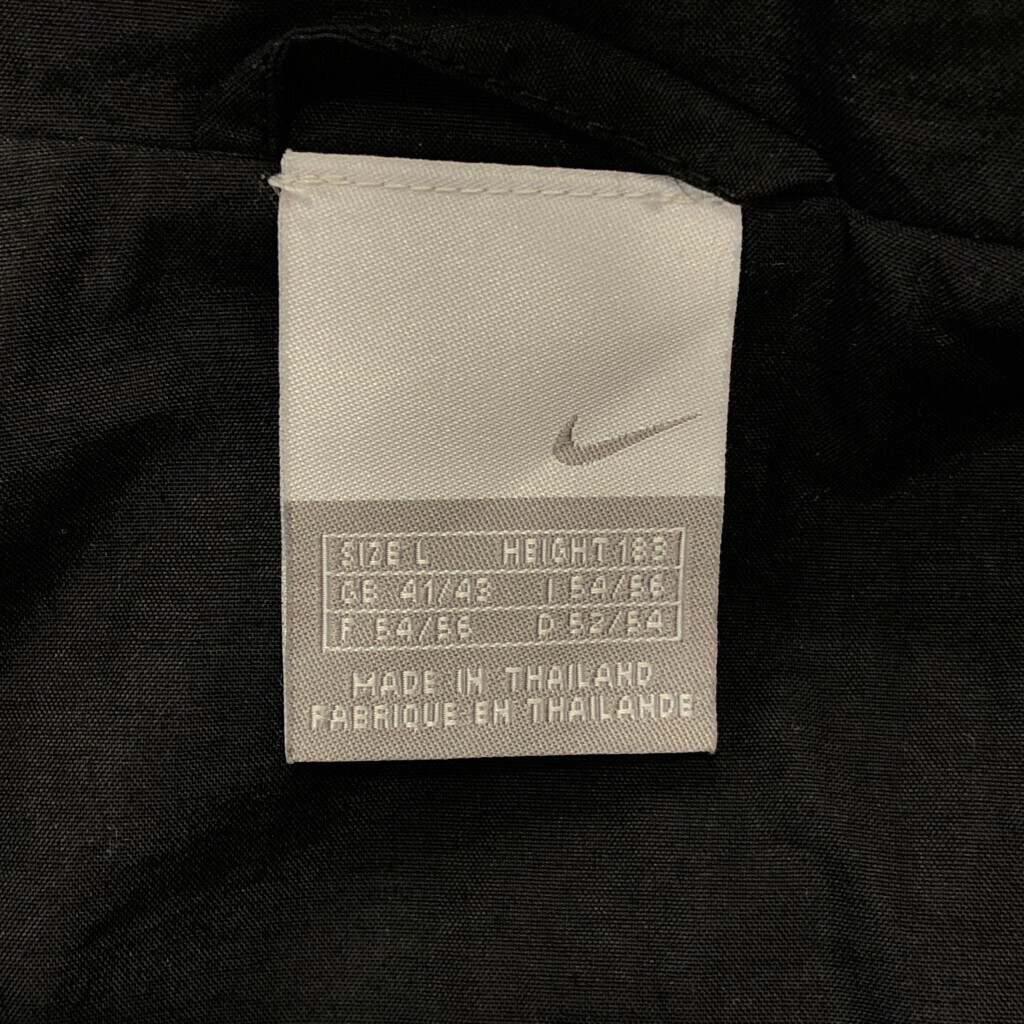 SIZE L HEIGHT 183
GB 41/43 I 54/56
F 54/56 D 52/54
MADE IN THAILAND
FABRIQUE EN THAILANDE